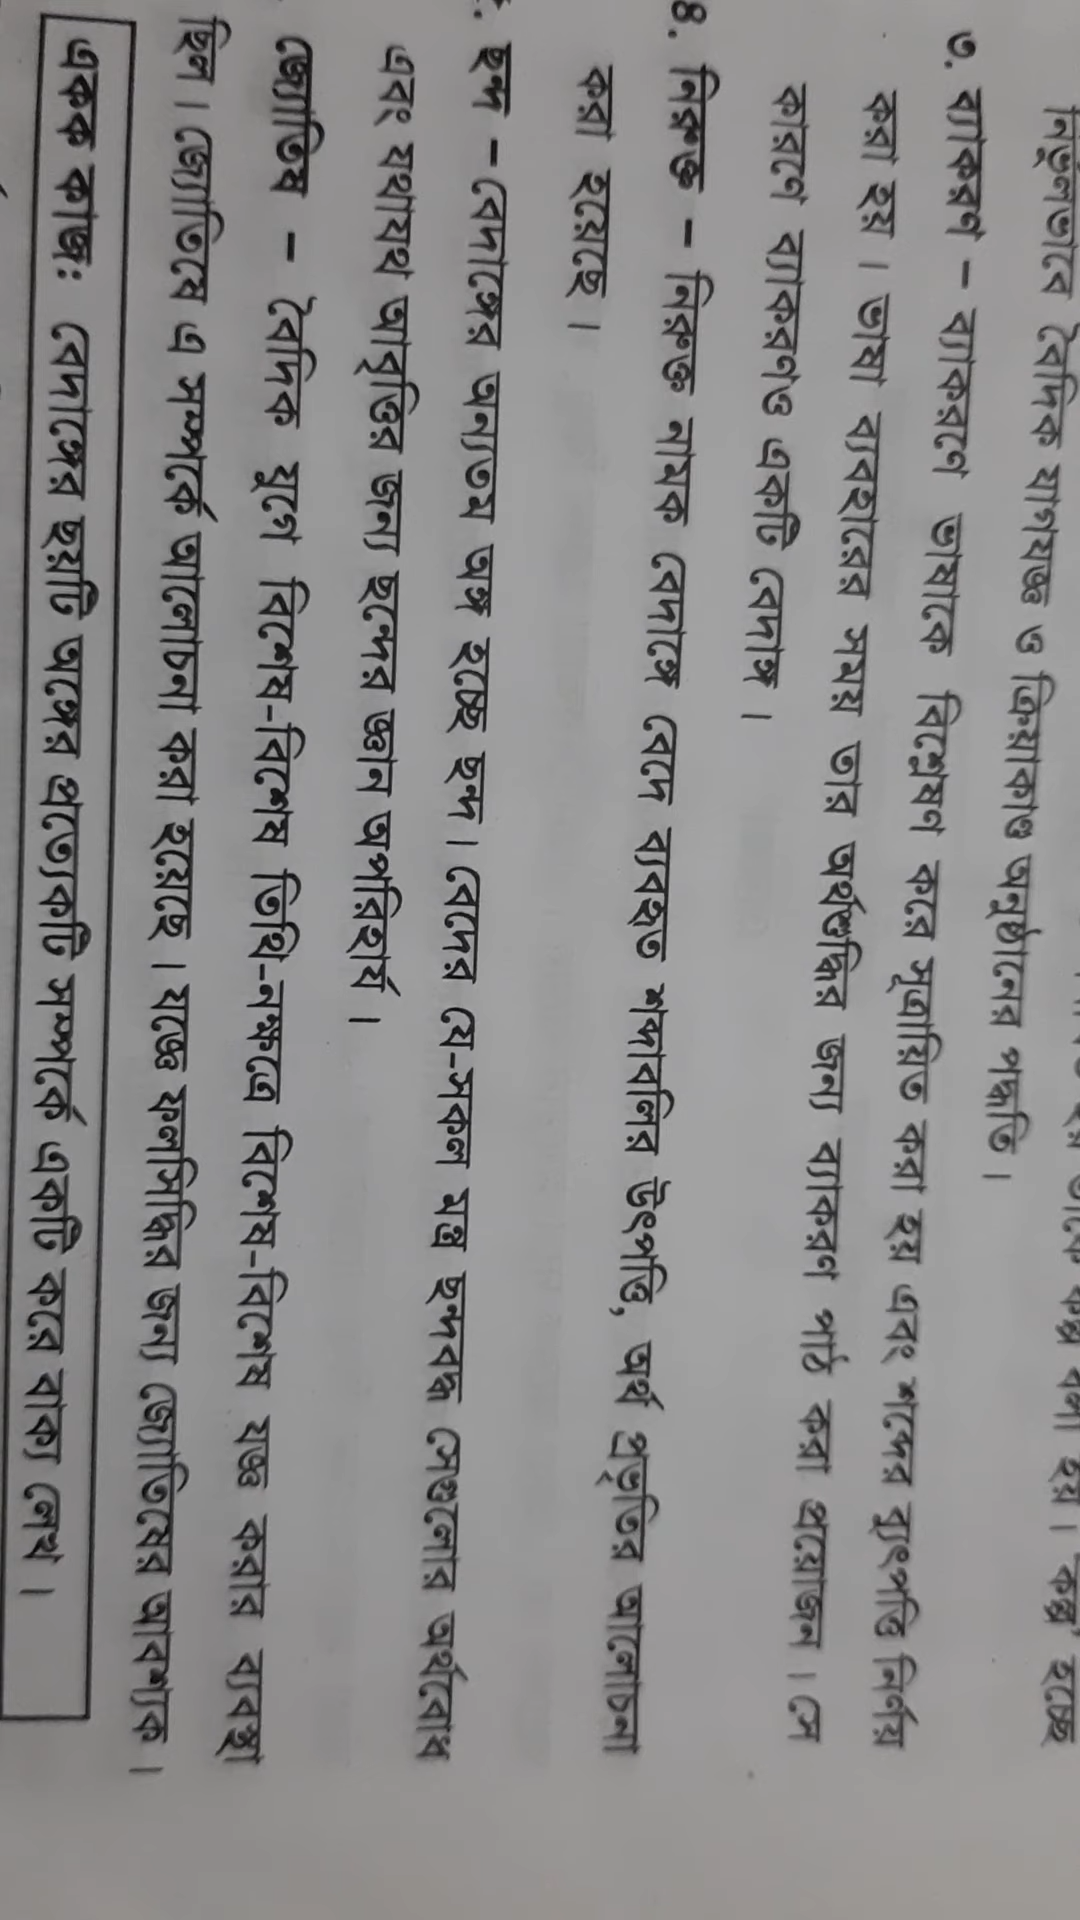 হয়। 'কল্প' হচ্ছে
নির্ভুলভাবে বৈদিক যাগযজ্ঞ ও ক্রিয়াকাণ্ড অনুষ্ঠানের পদ্ধতি।
৩. ব্যাকরণ – ব্যাকরণে ভাষাকে বিশ্লেষণ করে সূত্রায়িত করা হয় এবং শব্দের ব্যুৎপত্তি নির্ণয়
করা হয়। ভাষা ব্যবহারের সময় তার অর্থশুদ্ধির জন্য ব্যাকরণ পাঠ করা প্রয়োজন। সে
কারণে ব্যাকরণও একটি বেদাঙ্গ।
৪. নিরুক্ত – নিরুক্ত নামক বেদাঙ্গে বেদে ব্যবহৃত শব্দাবলির উৎপত্তি, অর্থ প্রভৃতির আলোচনা
করা হয়েছে।
ছন্দ – বেদাঙ্গের অন্যতম অঙ্গ হচ্ছে ছন্দ। বেদের যে-সকল মন্ত্র ছন্দবদ্ধ সেগুলোর অর্থবোধ
এবং যথাযথ আবৃত্তির জন্য ছন্দের জ্ঞান অপরিহার্য।
জ্যোতিষ – বৈদিক যুগে বিশেষ-বিশেষ তিথি-নক্ষত্রে বিশেষ-বিশেষ যজ্ঞ করার ব্যবস্থা
ছিল। জ্যোতিষে এ সম্পর্কে আলোচনা করা হয়েছে। যজ্ঞে ফলসিদ্ধির জন্য জ্যোতিষের আবশ্যক।
একক কাজঃ বেদাঙ্গের ছয়টি অঙ্গের প্রত্যেকটি সম্পর্কে একটি করে বাক্য লেখ।